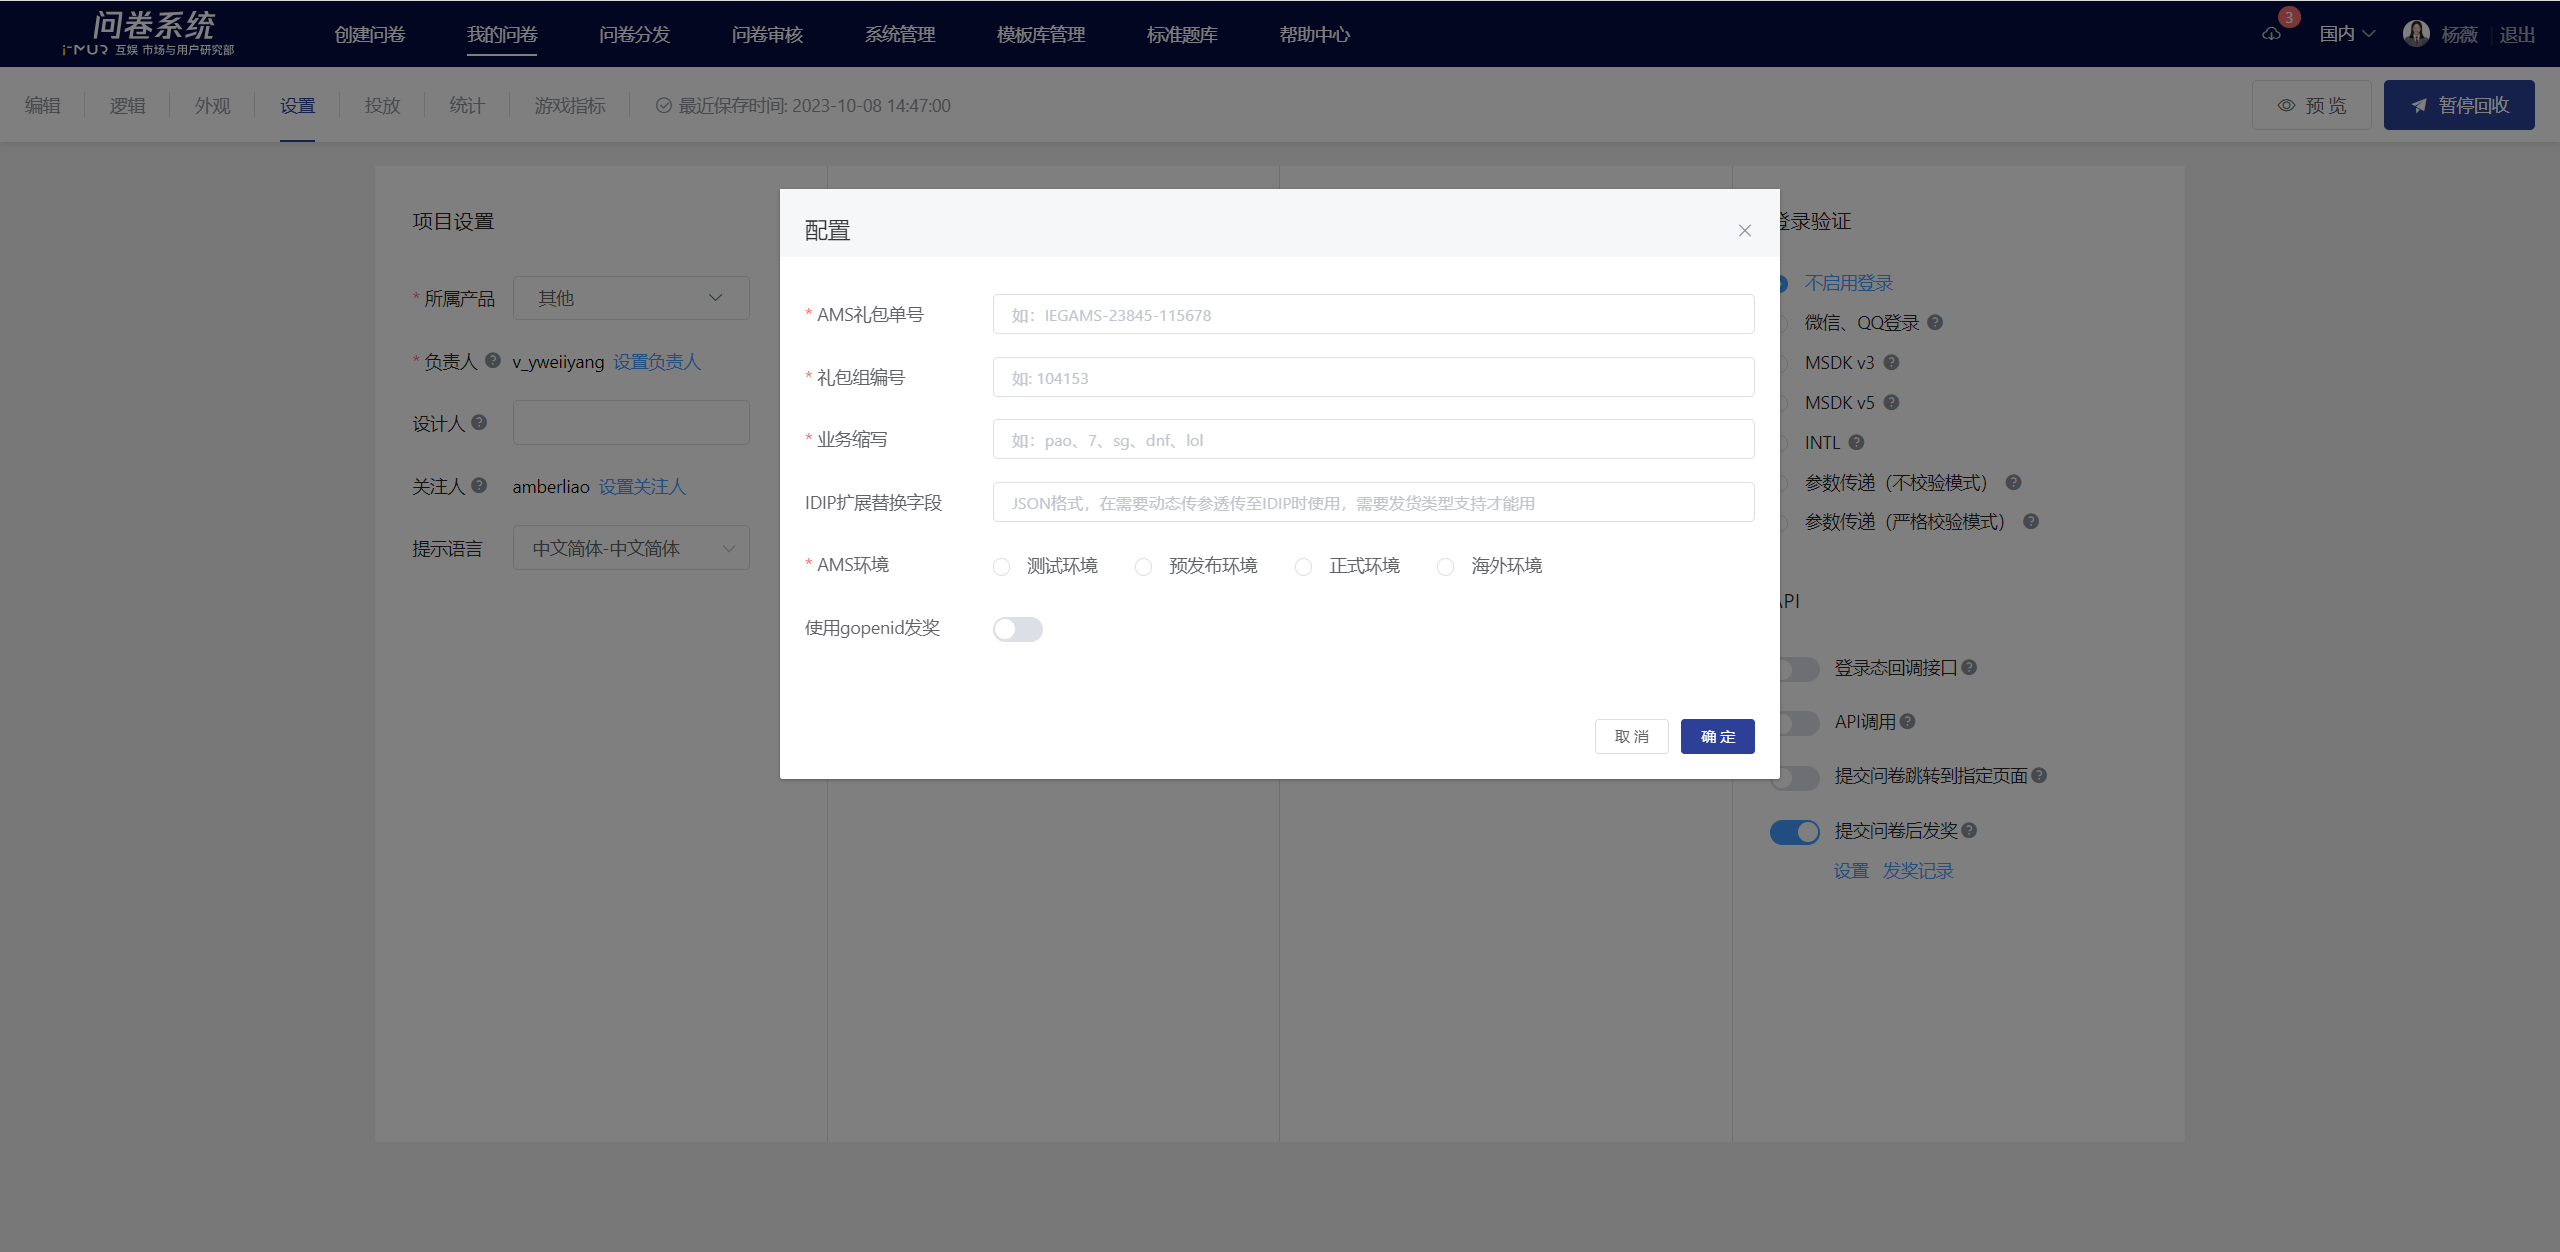 问卷系统
i-MUR 互娱 市场与用户研究部
创建问卷 我的问卷 问卷分发 问卷审核 系统管理 模板库管理 标准题库 帮助中心
3
国内 杨薇 退出
编辑 逻辑 外观 设置 投放 统计 游戏指标 最近保存时间: 2023-10-08 14:47:00
预 览 暂停回收
项目设置
* 所属产品 其他
* 负责人 v_yweiiyang 设置负责人
设计人
关注人 amberliao 设置关注人
提示语言 中文简体-中文简体
配置
* AMS礼包单号 如：IEGAMS-23845-115678
* 礼包组编号 如: 104153
* 业务缩写 如：pao、7、sg、dnf、lol
IDIP扩展替换字段 JSON格式，在需要动态传参透传至IDIP时使用，需要发货类型支持才能用
* AMS环境 测试环境 预发布环境 正式环境 海外环境
使用gopenid发奖
取 消 确 定
登录验证
不启用登录
微信、QQ登录
MSDK v3
MSDK v5
INTL
参数传递（不校验模式）
参数传递（严格校验模式）
API
登录态回调接口
API调用
提交问卷跳转到指定页面
提交问卷后发奖
设置 发奖记录